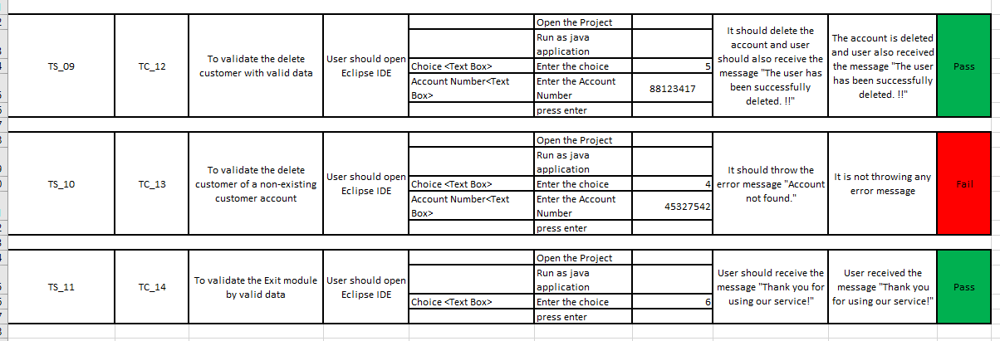 Open the Project
Run as java
application
TS_09
TC_12
To validate the delete
customer with valid data
User should open
Eclipse IDE
Choice <Text Box>
Enter the choice
5
Account Number<Text
Box>
Enter the Account
Number
88123417
press enter
It should delete the
account and user
should also receive the
message "The user has
been successfully
deleted. !!"
The account is deleted
and user also received
the message "The user
has been successfully
deleted. !!"
Pass
Open the Project
Run as java
application
TS_10
TC_13
To validate the delete
customer of a non-existing
customer account
User should open
Eclipse IDE
Choice <Text Box>
Enter the choice
4
Account Number<Text
Box>
Enter the Account
Number
45327542
press enter
It should throw the
error message "Account
not found."
It is not throwing any
error message
Fail
Open the Project
Run as java
application
TS_11
TC_14
To validate the Exit module
by valid data
User should open
Eclipse IDE
Choice <Text Box>
Enter the choice
6
press enter
User should receive the
message "Thank you for
using our service!"
User received the
message "Thank you
for using our service!"
Pass